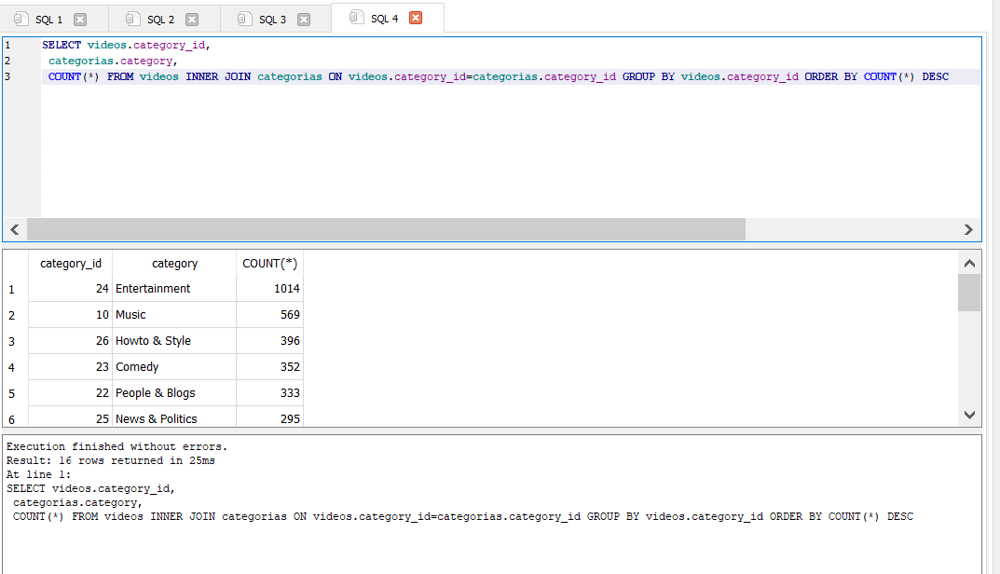 SQL 1 SQL 2 SQL 3 SQL 4
1 SELECT videos.category_id,
2 categorias.category,
3 COUNT(*) FROM videos INNER JOIN categorias ON videos.category_id=categorias.category_id GROUP BY videos.category_id ORDER BY COUNT(*) DESC
category_id category COUNT(*)
1 24 Entertainment 1014
2 10 Music 569
3 26 Howto & Style 396
4 23 Comedy 352
5 22 People & Blogs 333
6 25 News & Politics 295
Execution finished without errors.
Result: 16 rows returned in 25ms
At line 1:
SELECT videos.category_id,
categorias.category,
COUNT(*) FROM videos INNER JOIN categorias ON videos.category_id=categorias.category_id GROUP BY videos.category_id ORDER BY COUNT(*) DESC